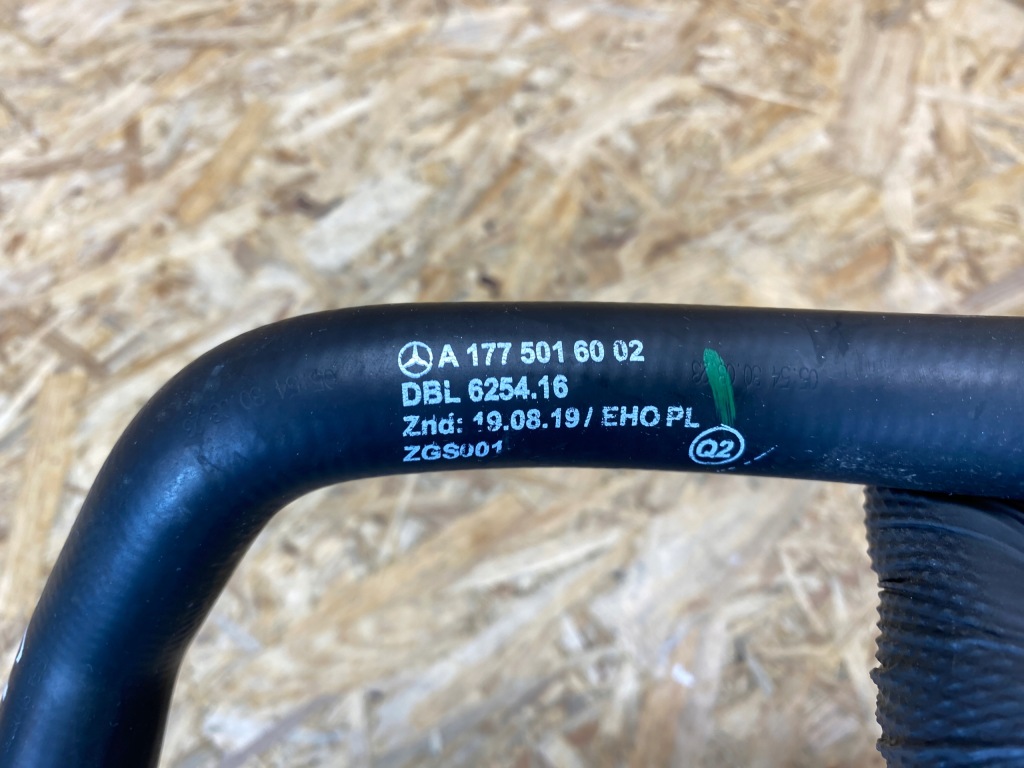 A 177 501 60 02
DBL 6254.16
Znd: 19.08.19/ EHO PL
ZGS001
Q2